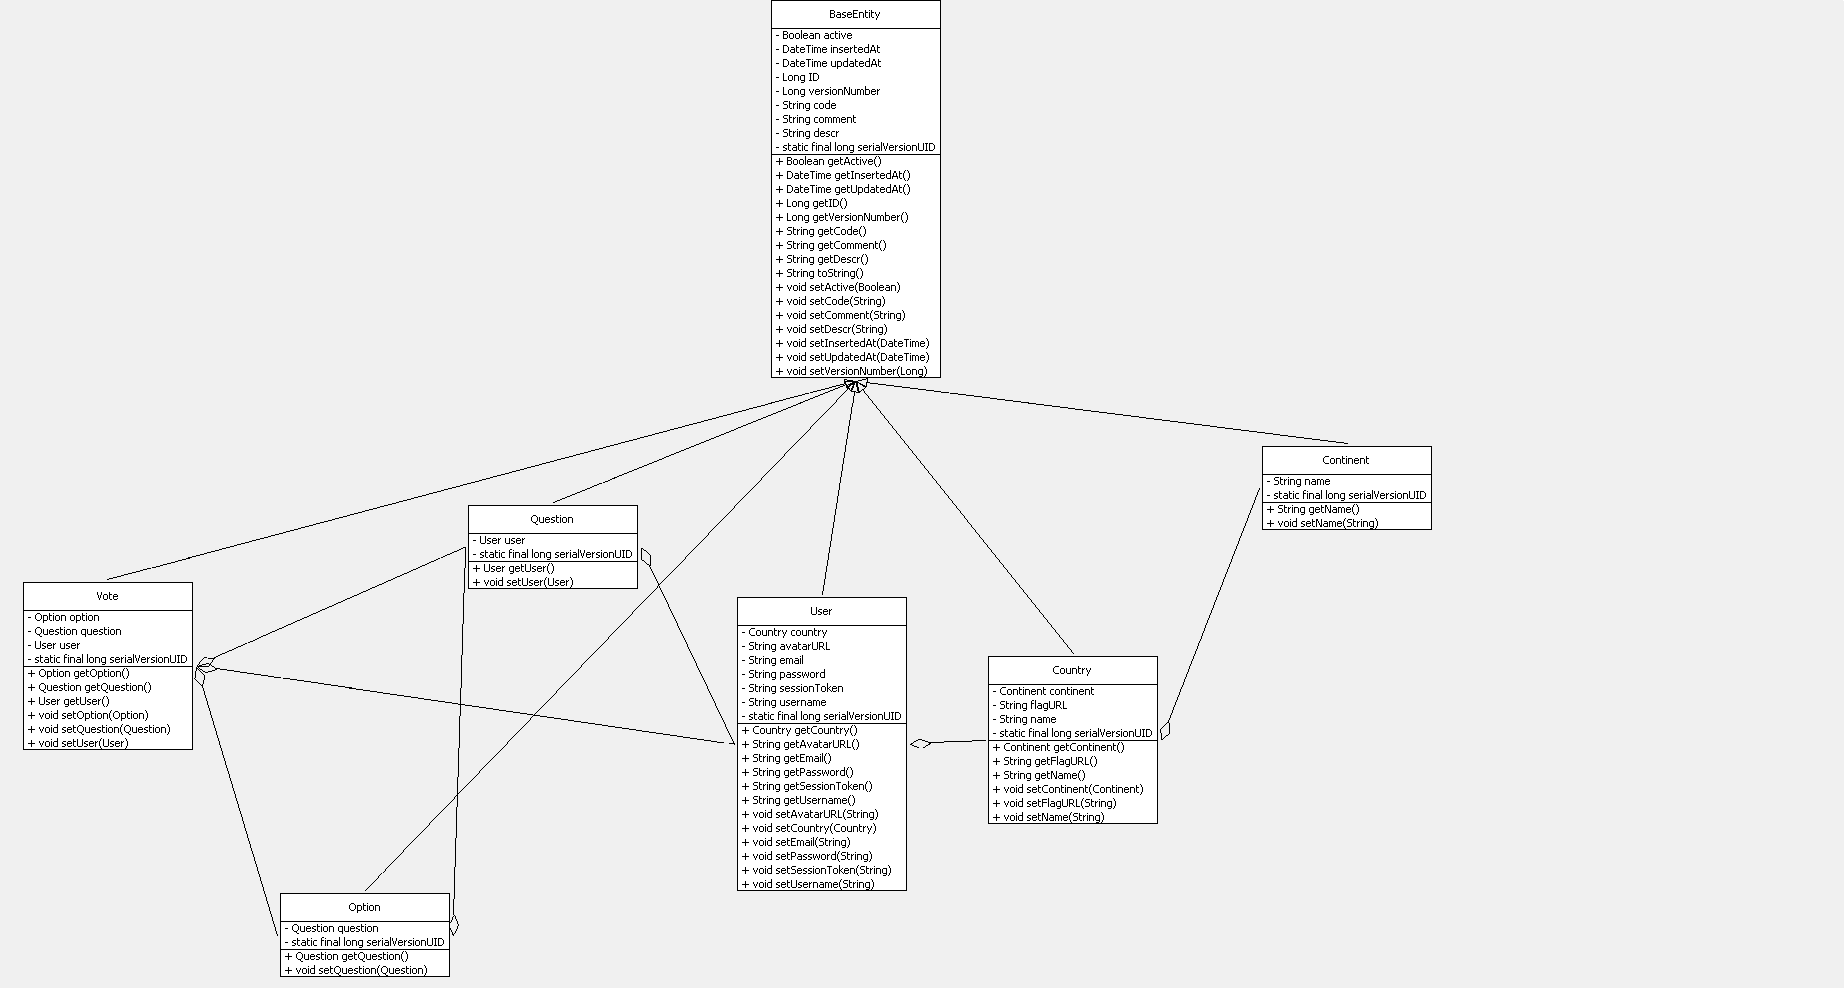 BaseEntity
- Boolean active
- DateTime insertedAt
- DateTime updatedAt
- Long ID
- Long versionNumber
- String code
- String comment
- String descr
- static final long serialVersionUID
+ Boolean getActive()
+ DateTime getInsertedAt()
+ DateTime getUpdatedAt()
+ Long getID()
+ Long getVersionNumber()
+ String getCode()
+ String getComment()
+ String getDescr()
+ String toString()
+ void setActive(Boolean)
+ void setCode(String)
+ void setComment(String)
+ void setDescr(String)
+ void setInsertedAt(DateTime)
+ void setUpdatedAt(DateTime)
+ void setVersionNumber(Long)
Continent
- String name
- static final long serialVersionUID
+ String getName()
+ void setName(String)
Question
- User user
- static final long serialVersionUID
+ User getUser()
+ void setUser(User)
Vote
- Option option
- Question question
- User user
- static final long serialVersionUID
+ Option getOption()
+ Question getQuestion()
+ User getUser()
+ void setOption(Option)
+ void setQuestion(Question)
+ void setUser(User)
User
- Country country
- String avatarURL
- String email
- String password
- String sessionToken
- String username
- static final long serialVersionUID
+ Country getCountry()
+ String getAvatarURL()
+ String getEmail()
+ String getPassword()
+ String getSessionToken()
+ String getUsername()
+ void setAvatarURL(String)
+ void setCountry(Country)
+ void setEmail(String)
+ void setPassword(String)
+ void setSessionToken(String)
+ void setUsername(String)
Country
- Continent continent
- String flagURL
- String name
- static final long serialVersionUID
+ Continent getContinent()
+ String getFlagURL()
+ String getName()
+ void setContinent(Continent)
+ void setFlagURL(String)
+ void setName(String)
Option
- Question question
- static final long serialVersionUID
+ Question getQuestion()
+ void setQuestion(Question)